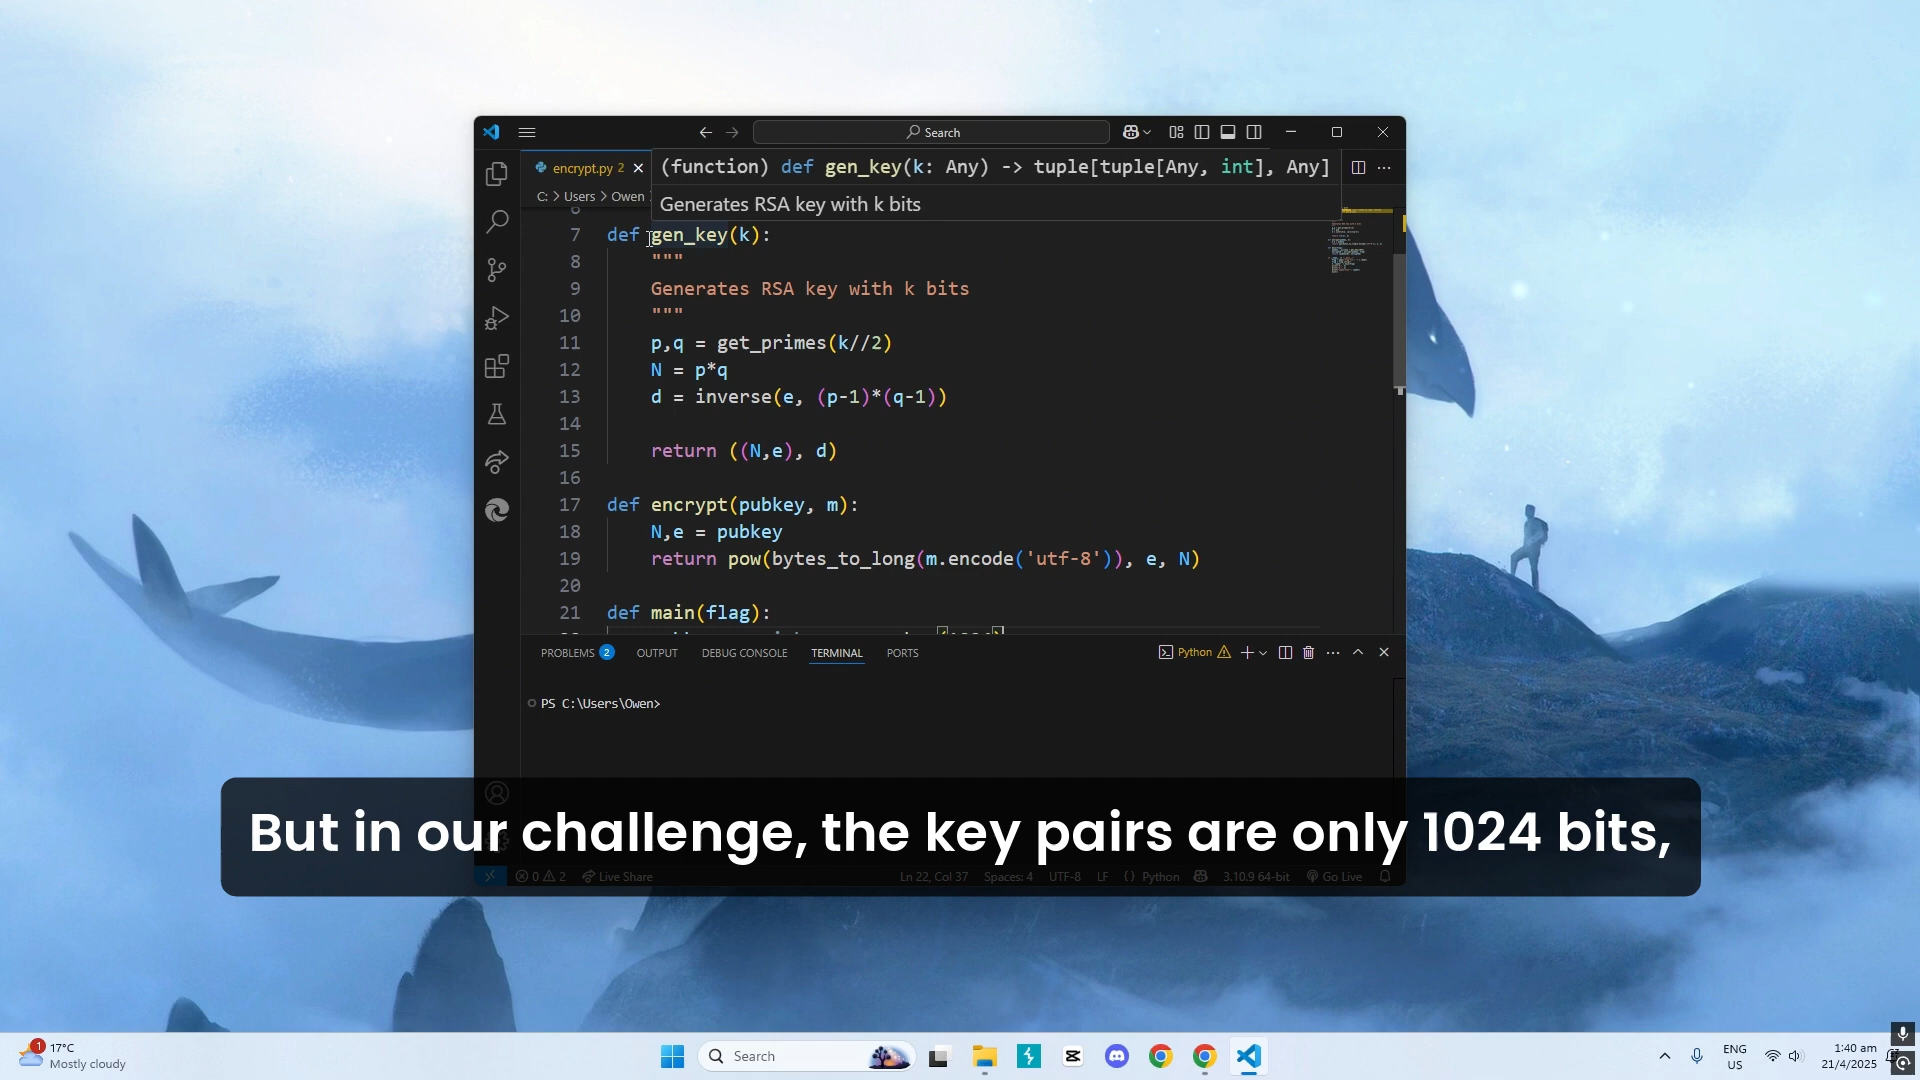 Search
encrypt.py 2
(function) def gen_key(k: Any) -> tuple[tuple[Any, int], Any]
C: > Users > Owen
Generates RSA key with k bits
6
7 def gen_key(k):
8 """
9 Generates RSA key with k bits
10 """
11 p,q = get_primes(k//2)
12 N = p*q
13 d = inverse(e, (p-1)*(q-1))
14
15 return ((N,e), d)
16
17 def encrypt(pubkey, m):
18 N,e = pubkey
19 return pow(bytes_to_long(m.encode('utf-8')), e, N)
20
21 def main(flag):
PROBLEMS 2 OUTPUT DEBUG CONSOLE TERMINAL PORTS Python
PS C:\Users\Owen>
But in our challenge, the key pairs are only 1024 bits,
0 2 Live Share Ln 22, Col 37 Spaces: 4 UTF-8 LF Python 3.10.9 64-bit Go Live
1 17°C
Mostly cloudy
Search
ENG
US
1:40 am
21/4/2025